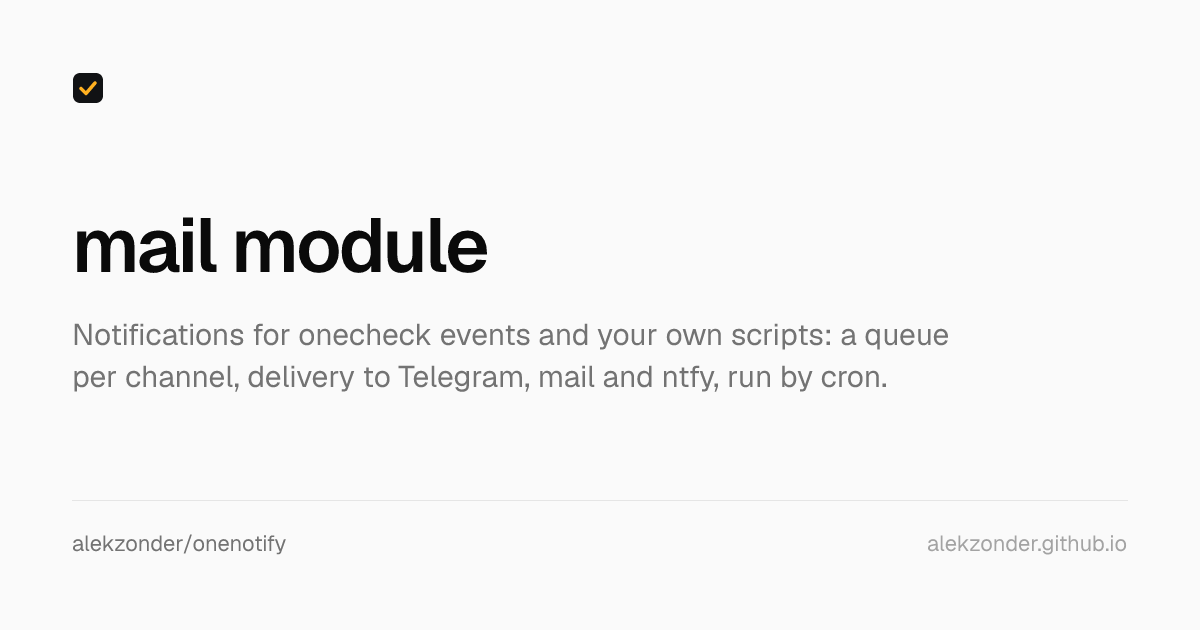 mail module
Notifications for onecheck events and your own scripts: a queue
per channel, delivery to Telegram, mail and ntfy, run by cron.
alekzonder/onenotify
alekzonder.github.io